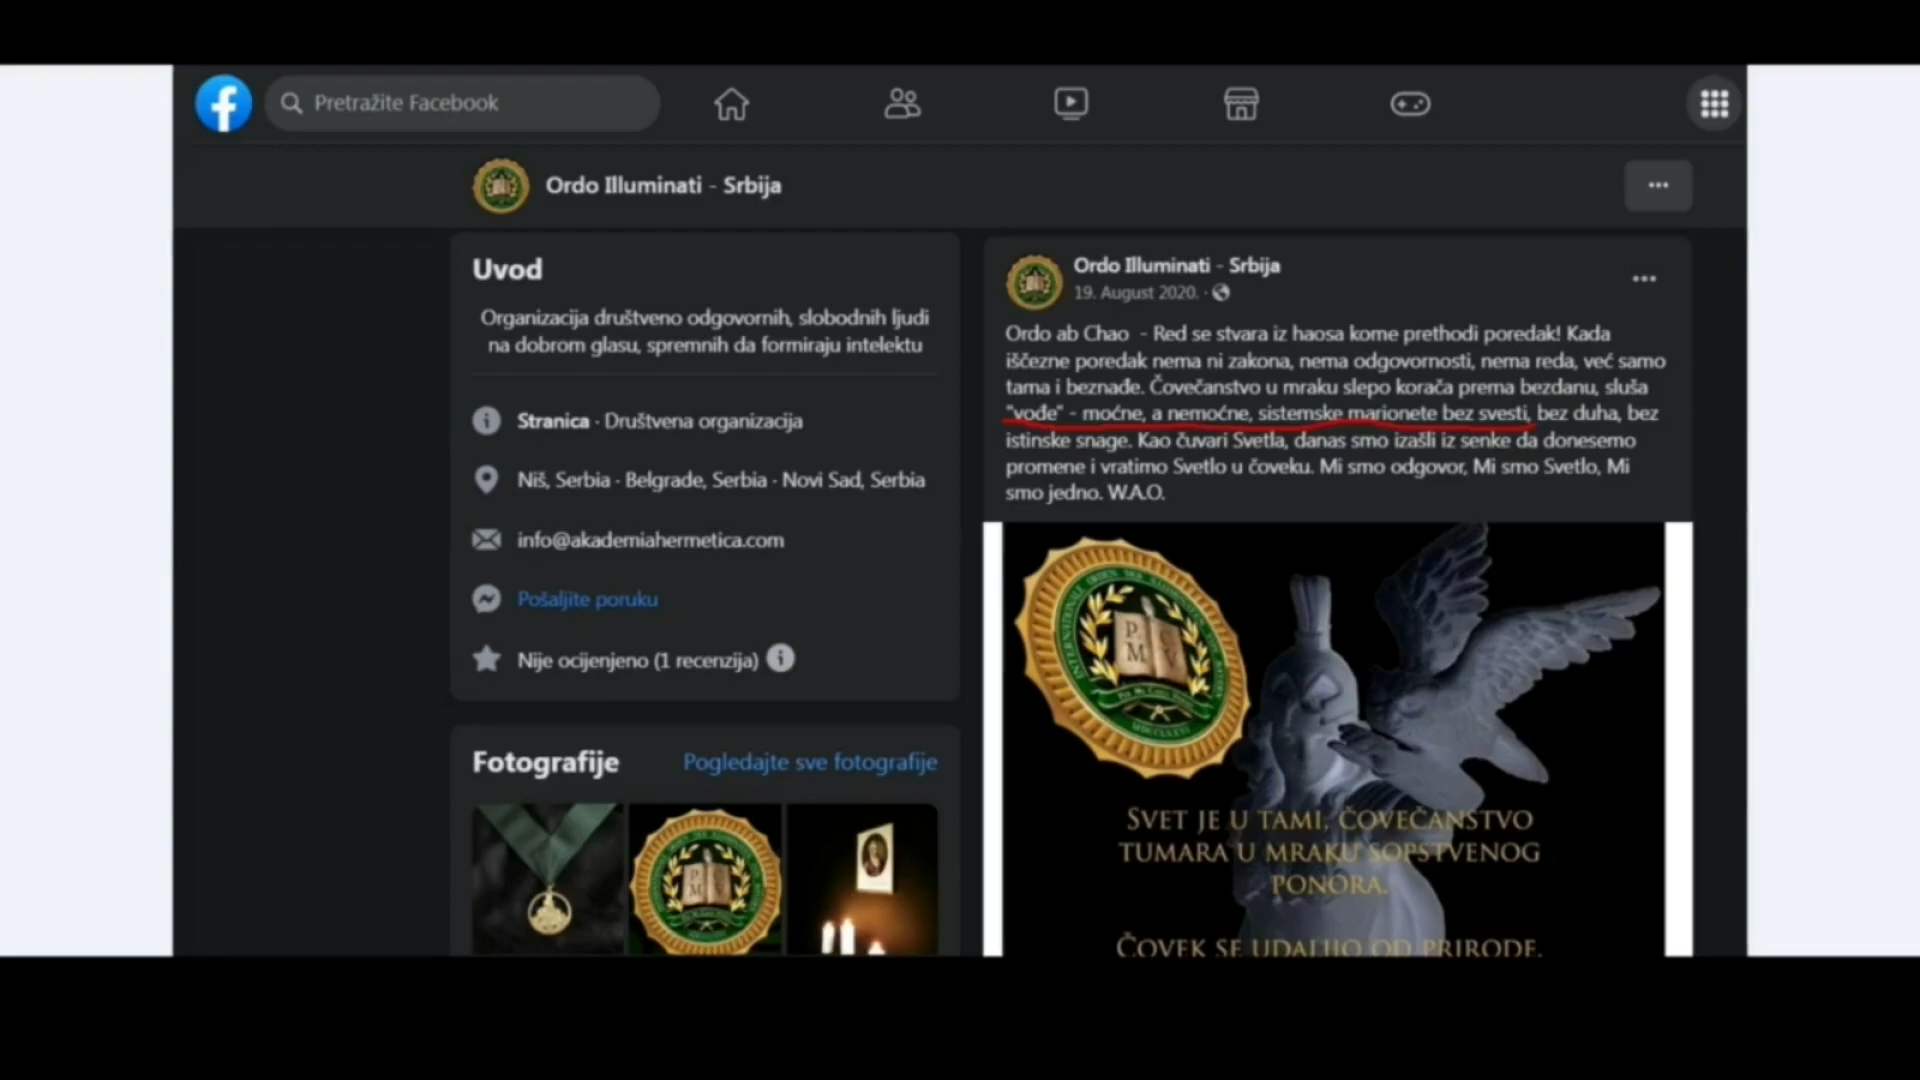 Pretražite Facebook
Ordo Illuminati - Srbija
Uvod
Organizacija društveno odgovornih, slobodnih ljudi
na dobrom glasu, spremnih da formiraju intelektu
Stranica · Društvena organizacija
Niš, Serbia · Belgrade, Serbia · Novi Sad, Serbia
info@akademiahermetica.com
Pošaljite poruku
Nije ocijenjeno (1 recenzija)
Fotografije
Pogledajte sve fotografije
Ordo Illuminati - Srbija
19. August 2020. ·
Ordo ab Chao - Red se stvara iz haosa kome prethodi poredak! Kada
iščezne poredak nema ni zakona, nema odgovornosti, nema reda, već samo
tama i beznađe. Čovečanstvo u mraku slepo korača prema bezdanu, sluša
"vođe" - moćne, a nemoćne, sistemske marionete bez svesti, bez duha, bez
istinske snage. Kao čuvari Svetla, danas smo izašli iz senke da donesemo
promene i vratimo Svetlo u čoveku. Mi smo odgovor, Mi smo Svetlo, Mi
smo jedno. W.A.O.
P. C.
M V
SVET JE U TAMI, ČOVEČANSTVO
TUMARA U MRAKU SOPSTVENOG
PONORA.
ČOVEK SE UDALJIO OD PRIRODE,